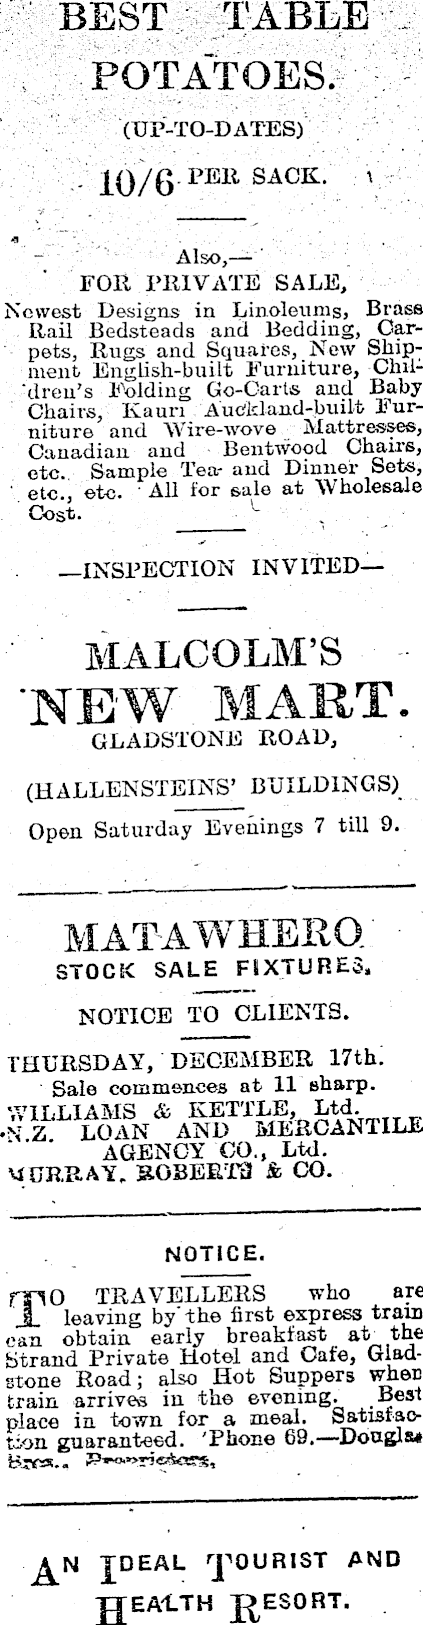 BEST TABLE
POTATOES.
(UP-TO-DATES)
10/6 PER SACK.
Also,—
FOR PRIVATE SALE,
Newest Designs in Linoleums, Brass
Rail Bedsteads and Bedding, Car-
pets, Rugs and Squares, New Ship-
ment English-built Furniture, Chil-
dren's Folding Go-Carts and Baby
Chairs, Kauri Auckland-built Fur-
niture and Wire-wove Mattresses,
Canadian and Bentwood Chairs,
etc. Sample Tea and Dinner Sets,
etc., etc. All for sale at Wholesale
Cost.
—INSPECTION INVITED—
MALCOLM'S
NEW MART.
GLADSTONE ROAD,
(HALLENSTEINS' BUILDINGS)
Open Saturday Evenings 7 till 9.
MATAWHERO
STOCK SALE FIXTURES.
NOTICE TO CLIENTS.
THURSDAY, DECEMBER 17th.
Sale commences at 11 sharp.
WILLIAMS & KETTLE, Ltd.
N.Z. LOAN AND MERCANTILE
AGENCY CO., Ltd.
MURRAY, ROBERTS & CO.
NOTICE.
TO TRAVELLERS who are
leaving by the first express train
can obtain early breakfast at the
Strand Private Hotel and Cafe, Glad-
stone Road; also Hot Suppers when
train arrives in the evening. Best
place in town for a meal. Satisfac-
tion guaranteed. 'Phone 69.—Douglas
Bros., Proprietors,
AN IDEAL TOURIST AND
HEALTH RESORT.